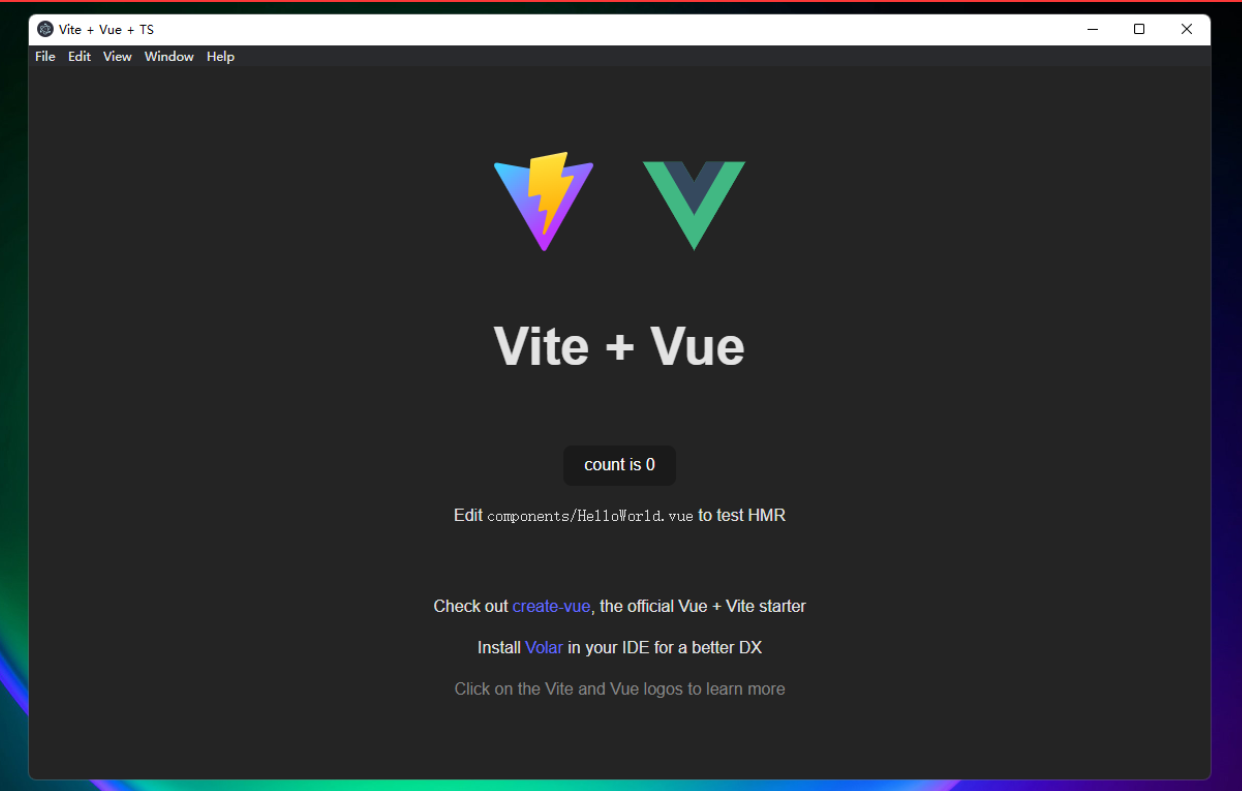 Vite + Vue + TS
File Edit View Window Help
Vite + Vue
count is 0
Edit components/HelloWorld.vue to test HMR
Check out create-vue, the official Vue + Vite starter
Install Volar in your IDE for a better DX
Click on the Vite and Vue logos to learn more